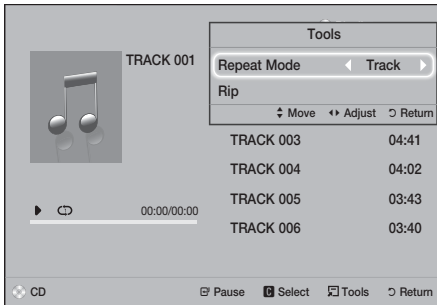 Tools
TRACK 001
Repeat Mode Track
Rip
Move Adjust Return
TRACK 003 04:41
TRACK 004 04:02
TRACK 005 03:43
00:00/00:00
TRACK 006 03:40
CD Pause C Select Tools Return